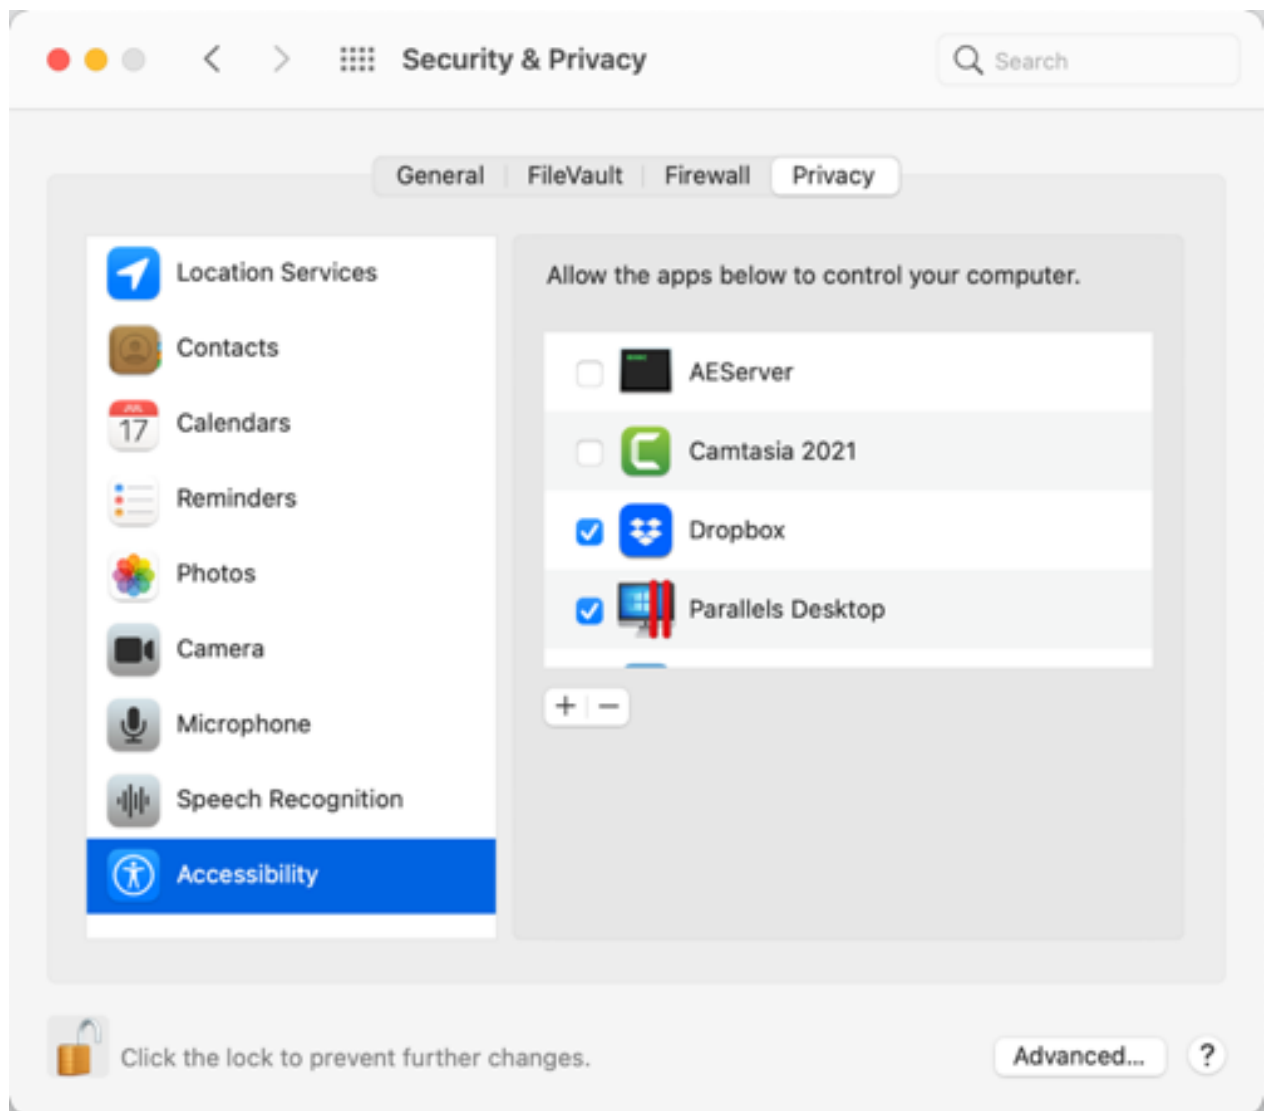 Security & Privacy
Search
General
FileVault
Firewall
Privacy
Location Services
Contacts
JUL
17
Calendars
Reminders
Photos
Camera
Microphone
Speech Recognition
Accessibility
Allow the apps below to control your computer.
AEServer
Camtasia 2021
Dropbox
Parallels Desktop
+ −
Click the lock to prevent further changes.
Advanced...
?